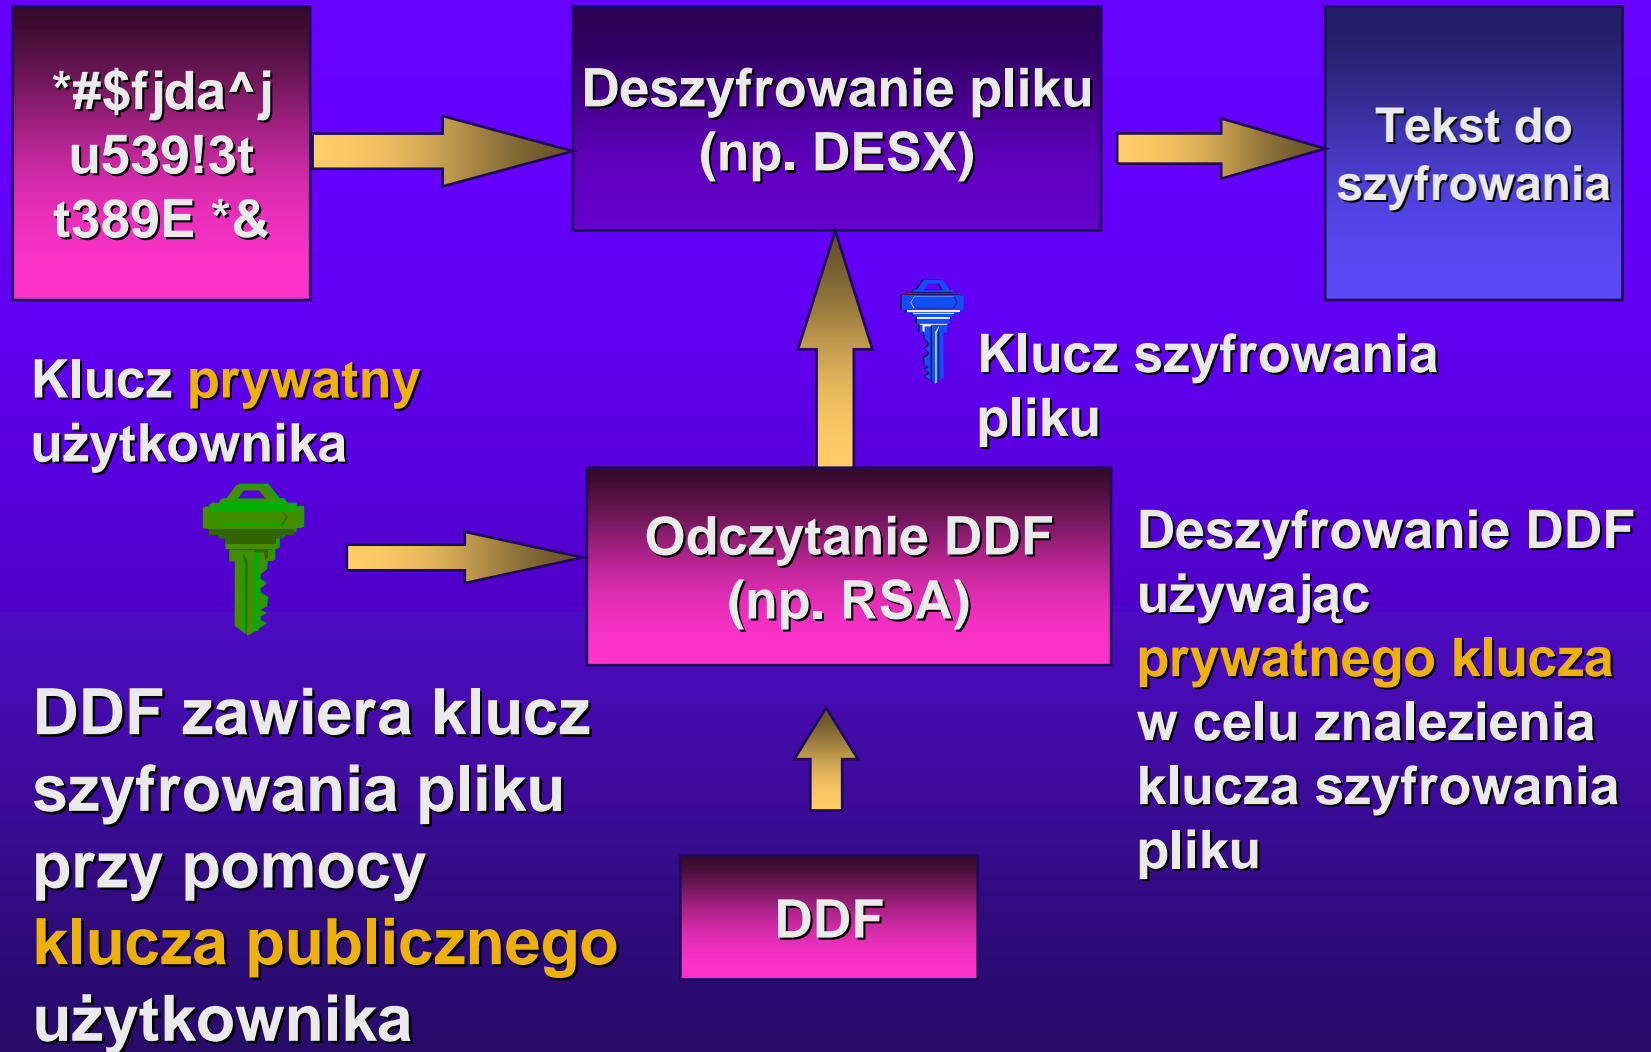 *#$fjda^j
u539!3t
t389E *&
Deszyfrowanie pliku
(np. DESX)
Tekst do
szyfrowania
Klucz prywatny
użytkownika
Klucz szyfrowania
pliku
Odczytanie DDF
(np. RSA)
Deszyfrowanie DDF
używając
prywatnego klucza
w celu znalezienia
klucza szyfrowania
pliku
DDF zawiera klucz
szyfrowania pliku
przy pomocy
klucza publicznego
użytkownika
DDF